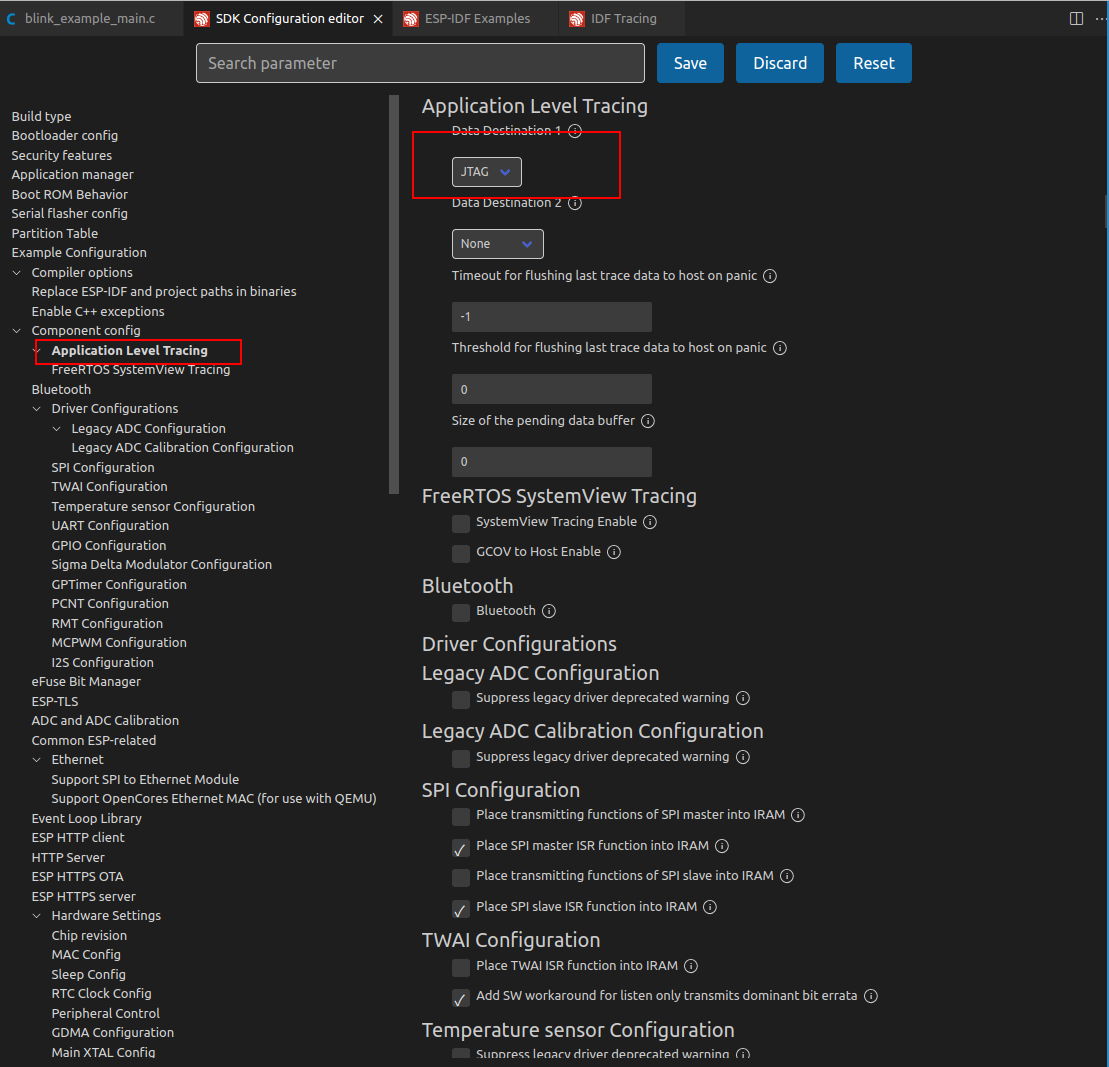 blink_example_main.c
SDK Configuration editor
ESP-IDF Examples
IDF Tracing
Search parameter
Save
Discard
Reset
Build type
Bootloader config
Security features
Application manager
Boot ROM Behavior
Serial flasher config
Partition Table
Example Configuration
Compiler options
Replace ESP-IDF and project paths in binaries
Enable C++ exceptions
Component config
Application Level Tracing
FreeRTOS SystemView Tracing
Bluetooth
Driver Configurations
Legacy ADC Configuration
Legacy ADC Calibration Configuration
SPI Configuration
TWAI Configuration
Temperature sensor Configuration
UART Configuration
GPIO Configuration
Sigma Delta Modulator Configuration
GPTimer Configuration
PCNT Configuration
RMT Configuration
MCPWM Configuration
I2S Configuration
eFuse Bit Manager
ESP-TLS
ADC and ADC Calibration
Common ESP-related
Ethernet
Support SPI to Ethernet Module
Support OpenCores Ethernet MAC (for use with QEMU)
Event Loop Library
ESP HTTP client
HTTP Server
ESP HTTPS OTA
ESP HTTPS server
Hardware Settings
Chip revision
MAC Config
Sleep Config
RTC Clock Config
Peripheral Control
GDMA Configuration
Main XTAL Config
Application Level Tracing
Data Destination 1
JTAG
Data Destination 2
None
Timeout for flushing last trace data to host on panic
-1
Threshold for flushing last trace data to host on panic
0
Size of the pending data buffer
0
FreeRTOS SystemView Tracing
SystemView Tracing Enable
GCOV to Host Enable
Bluetooth
Bluetooth
Driver Configurations
Legacy ADC Configuration
Suppress legacy driver deprecated warning
Legacy ADC Calibration Configuration
Suppress legacy driver deprecated warning
SPI Configuration
Place transmitting functions of SPI master into IRAM
Place SPI master ISR function into IRAM
Place transmitting functions of SPI slave into IRAM
Place SPI slave ISR function into IRAM
TWAI Configuration
Place TWAI ISR function into IRAM
Add SW workaround for listen only transmits dominant bit errata
Temperature sensor Configuration
Suppress legacy driver deprecated warning